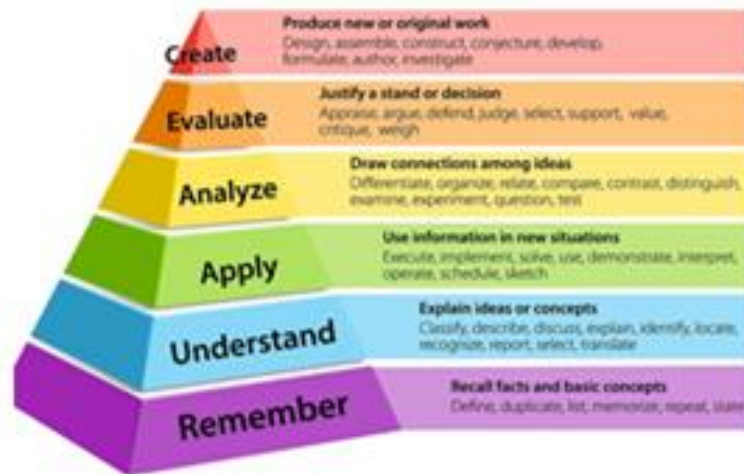 Create
Produce new or original work
Design, assemble, construct, conjecture, develop,
formulate, author, investigate
Evaluate
Justify a stand or decision
Appraise, argue, defend, judge, select, support, value,
critique, weigh
Analyze
Draw connections among ideas
Differentiate, organize, relate, compare, contrast, distinguish,
examine, experiment, question, test
Apply
Use information in new situations
Execute, implement, solve, use, demonstrate, interpret,
operate, schedule, sketch
Understand
Explain ideas or concepts
Classify, describe, discuss, explain, identify, locate,
recognize, report, select, translate
Remember
Recall facts and basic concepts
Define, duplicate, list, memorize, repeat, state